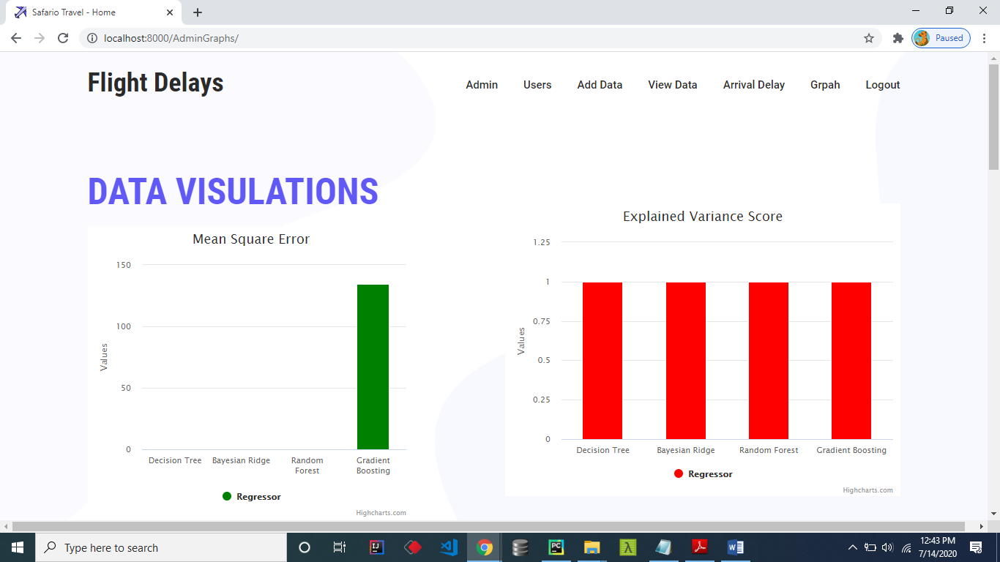 Safario Travel - Home
localhost:8000/AdminGraphs/
Paused
Flight Delays
Admin Users Add Data View Data Arrival Delay Grpah Logout
DATA VISULATIONS
Mean Square Error
150
100
50
0
Values
Decision Tree Bayesian Ridge Random Forest Gradient Boosting
Regressor
Highcharts.com
Explained Variance Score
1.25
1
0.75
0.5
0.25
0
Values
Decision Tree Bayesian Ridge Random Forest Gradient Boosting
Regressor
Highcharts.com
Type here to search
IJ
PC
W
12:43 PM
7/14/2020